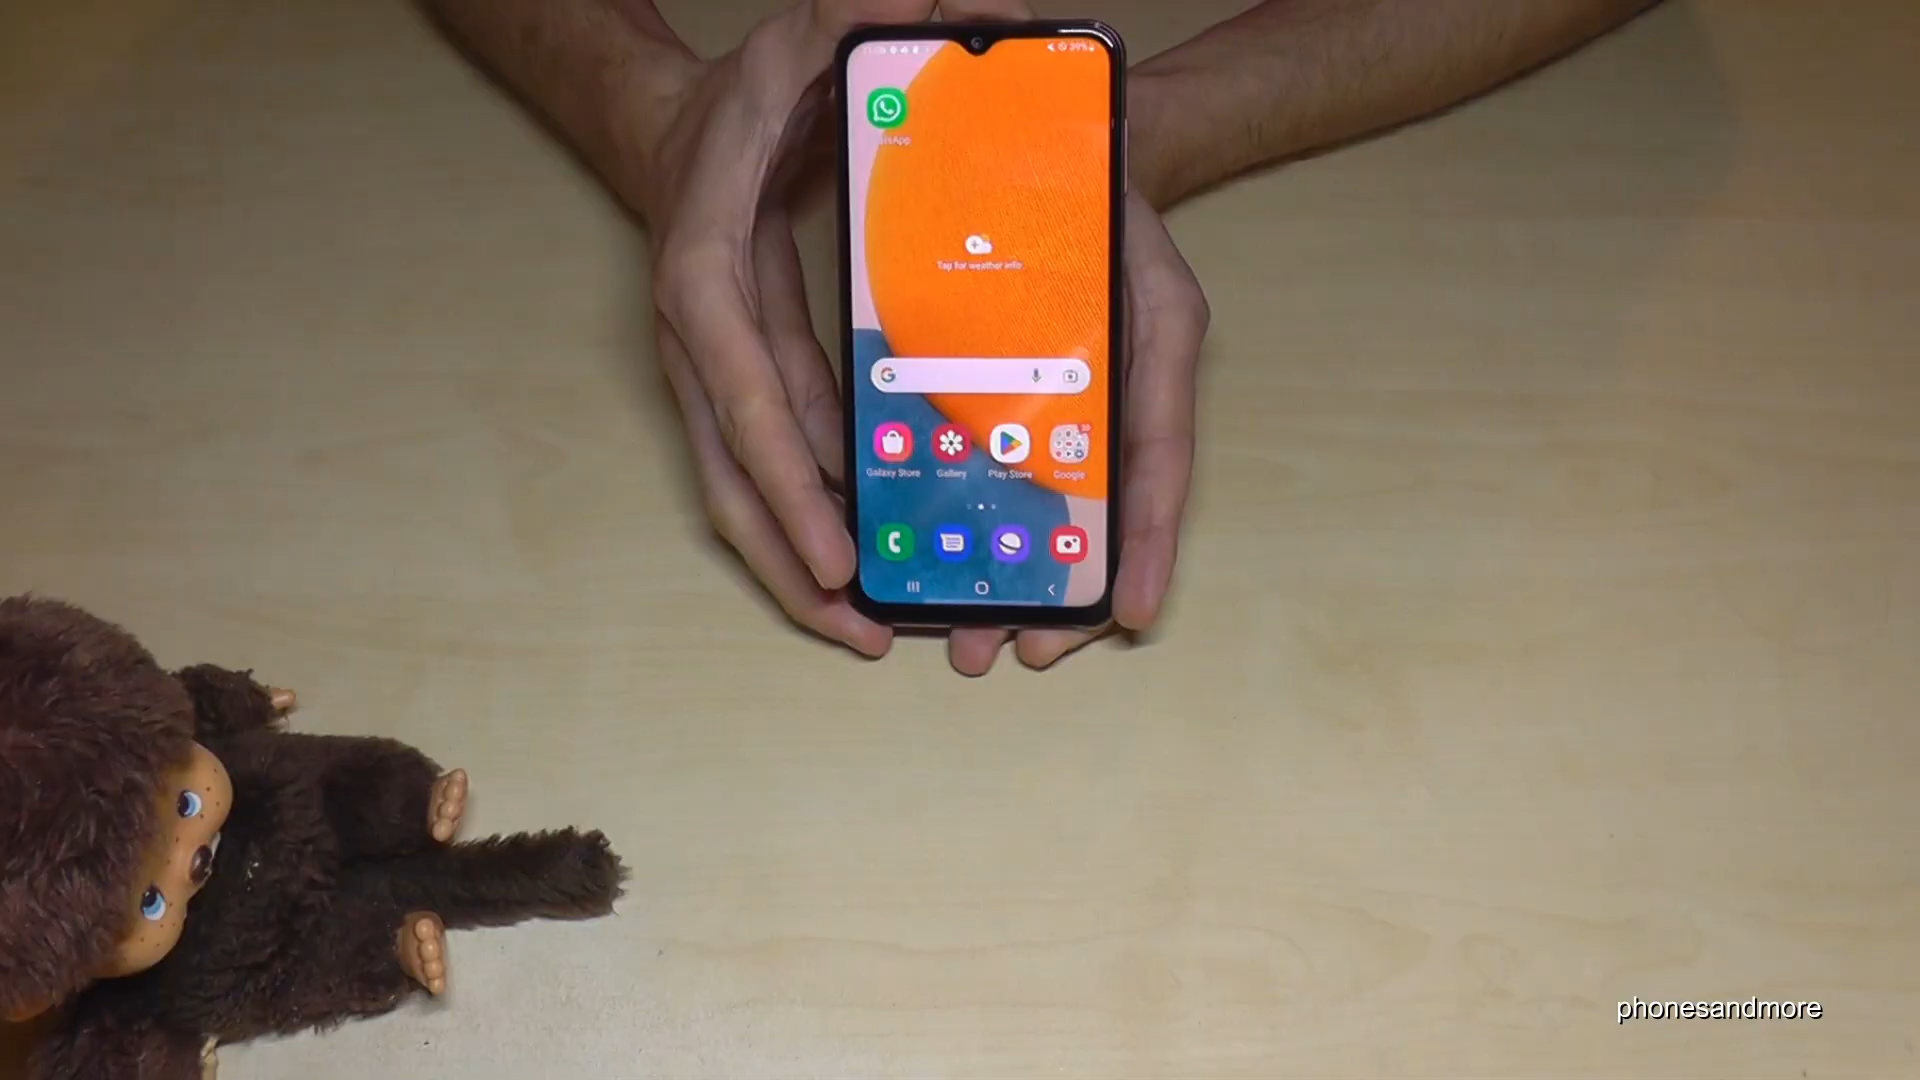 Tap for weather info
Galaxy Store
Gallery
Play Store
Google
phonesandmore